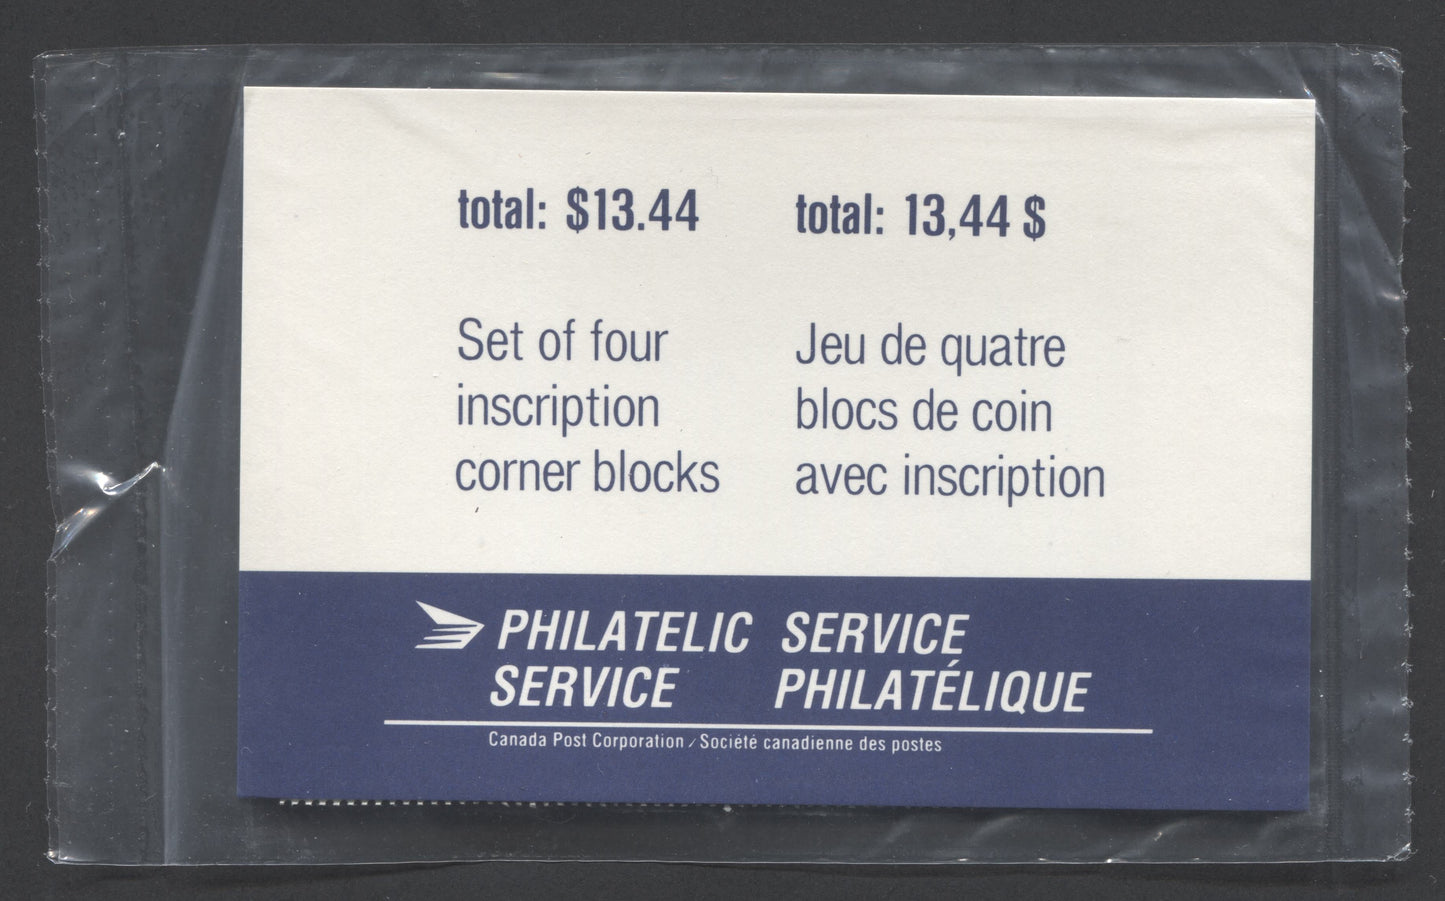 total: $13.44
Set of four
inscription
corner blocks
total: 13,44 $
Jeu de quatre
blocs de coin
avec inscription
PHILATELIC
SERVICE
SERVICE
PHILATÉLIQUE
Canada Post Corporation / Société canadienne des postes